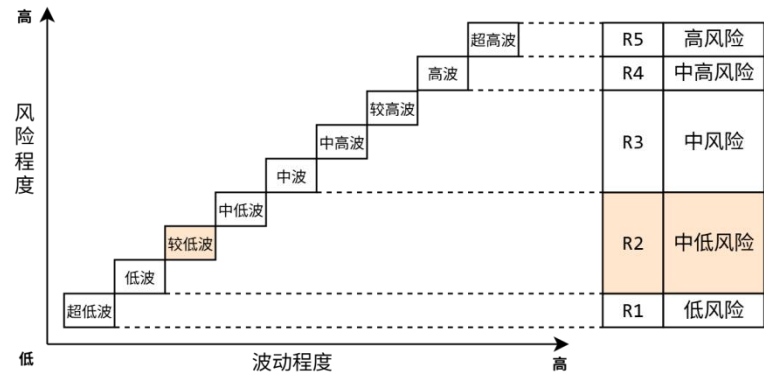 高
超高波
R5 高风险
高波
R4 中高风险
较高波
中高波
R3 中风险
中波
风险程度
中低波
较低波
R2 中低风险
低波
超低波
R1 低风险
低
波动程度
高